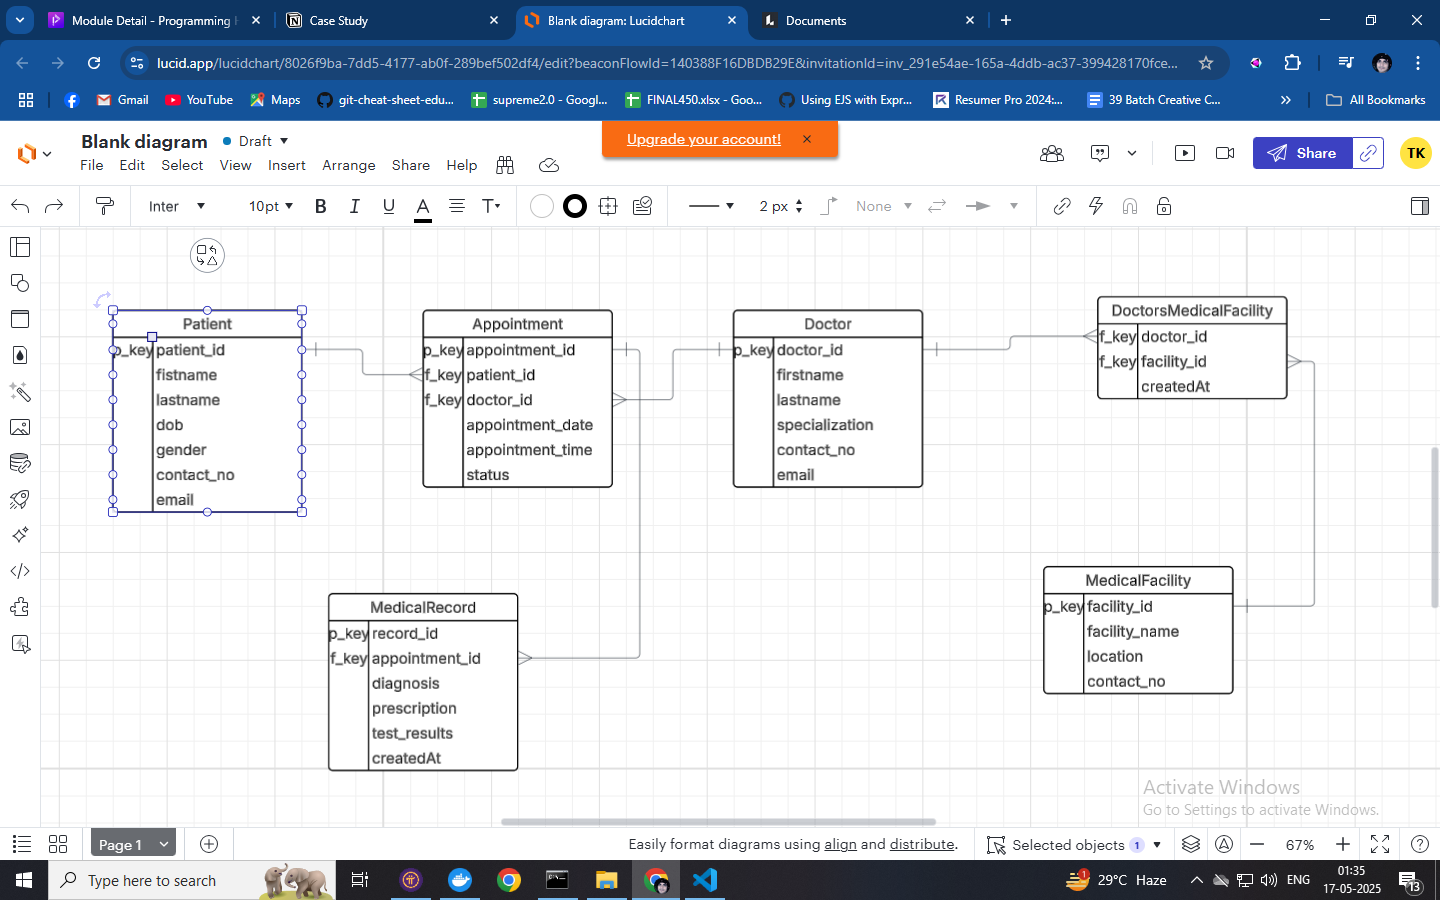 Module Detail - Programming
Case Study
Blank diagram: Lucidchart
Documents
lucid.app/lucidchart/8026f9ba-7dd5-4177-ab0f-289bef502df4/edit?beaconFlowId=140388F16DBDB29E&invitationId=inv_291e54ae-165a-4ddb-ac37-399428170fce...
Gmail
YouTube
Maps
git-cheat-sheet-edu...
supreme2.0 - Googl...
FINAL450.xlsx - Goo...
Using EJS with Expr...
Resumer Pro 2024:...
39 Batch Creative C...
»
All Bookmarks
Blank diagram
Draft
Upgrade your account!
File Edit Select View Insert Arrange Share Help
Share
TK
Inter
10pt
B I U A T
2 px
None
Patient
p_key patient_id
fistname
lastname
dob
gender
contact_no
email
Appointment
p_key appointment_id
f_key patient_id
f_key doctor_id
appointment_date
appointment_time
status
Doctor
p_key doctor_id
firstname
lastname
specialization
contact_no
email
DoctorsMedicalFacility
f_key doctor_id
f_key facility_id
createdAt
MedicalRecord
p_key record_id
f_key appointment_id
diagnosis
prescription
test_results
createdAt
MedicalFacility
p_key facility_id
facility_name
location
contact_no
Activate Windows
Go to Settings to activate Windows.
Page 1
Easily format diagrams using align and distribute.
Selected objects 1
67%
Type here to search
1
29°C Haze
ENG
01:35
17-05-2025
13